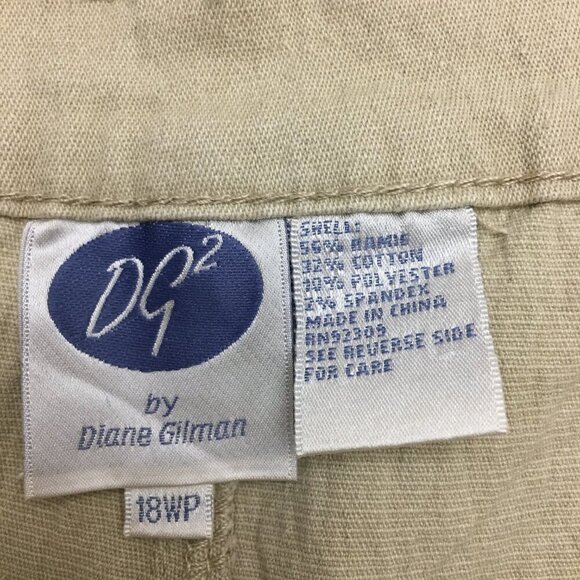 DG2
by
Diane Gilman
18WP
SHELL:
56% RAMIE
32% COTTON
10% POLYESTER
2% SPANDEX
MADE IN CHINA
RN92309
SEE REVERSE SIDE
FOR CARE